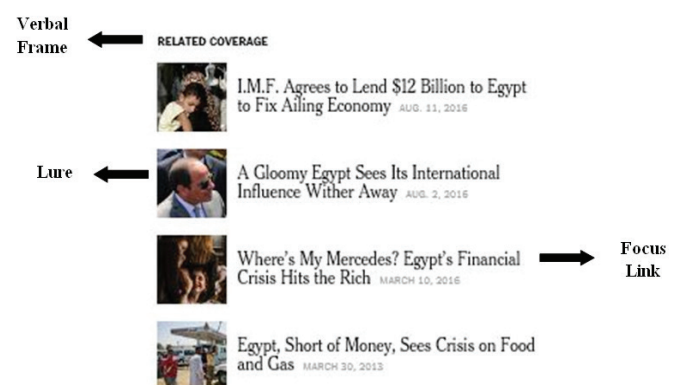 Verbal
Frame
RELATED COVERAGE
I.M.F. Agrees to Lend $12 Billion to Egypt
to Fix Ailing Economy AUG. 11, 2016
Lure
A Gloomy Egypt Sees Its International
Influence Wither Away AUG. 2, 2016
Where's My Mercedes? Egypt's Financial
Crisis Hits the Rich MARCH 10, 2016
Focus
Link
Egypt, Short of Money, Sees Crisis on Food
and Gas MARCH 30, 2013